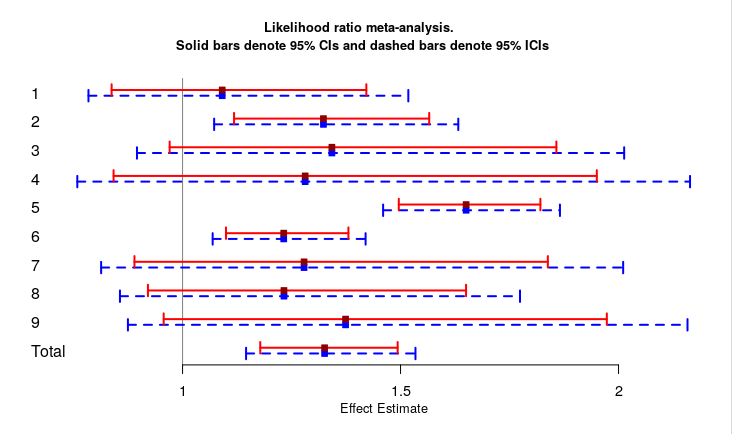 Likelihood ratio meta-analysis.
Solid bars denote 95% CIs and dashed bars denote 95% ICIs
1
2
3
4
5
6
7
8
9
Total
1 1.5 2
Effect Estimate